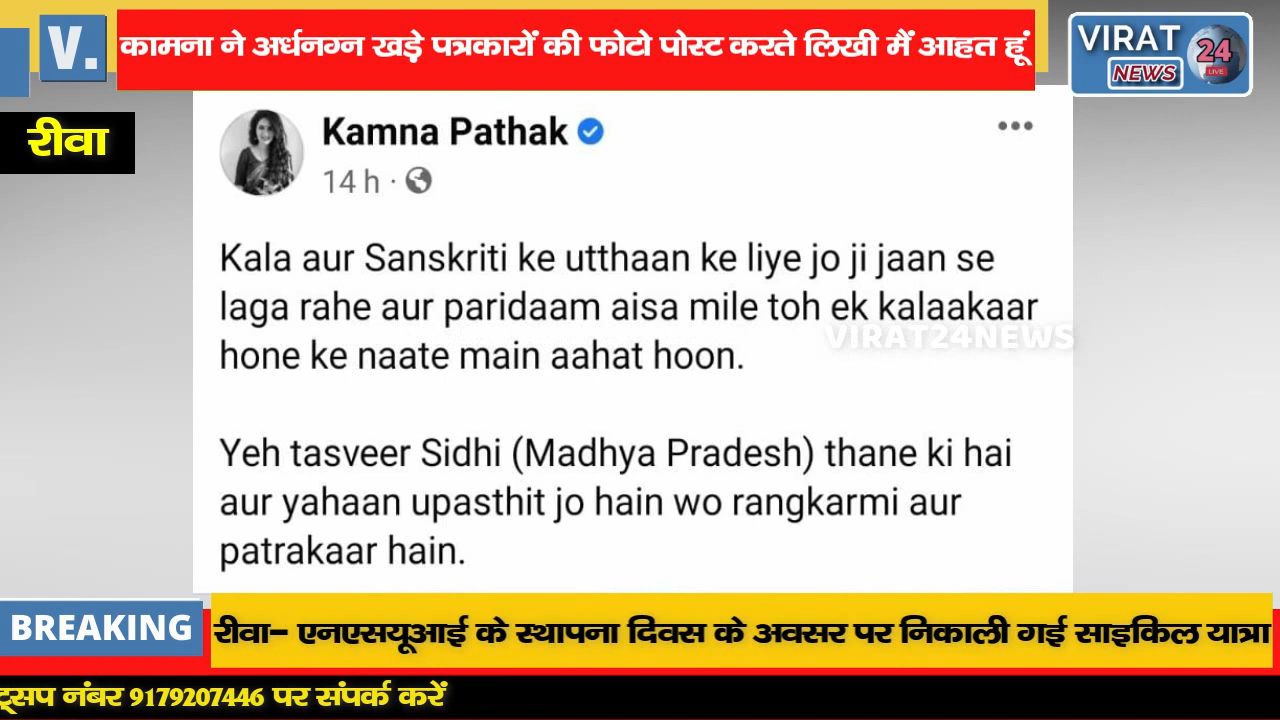 V.
कामना ने अर्धनग्न खड़े पत्रकारों की फोटो पोस्ट करते लिखी मैं आहत हूं
VIRAT
24
LIVE
NEWS
रीवा
Kamna Pathak
14 h ·
Kala aur Sanskriti ke utthaan ke liye jo ji jaan se
laga rahe aur paridaam aisa mile toh ek kalaakaar
hone ke naate main aahat hoon.
VIRAT24NEWS
Yeh tasveer Sidhi (Madhya Pradesh) thane ki hai
aur yahaan upasthit jo hain wo rangkarmi aur
patrakaar hain.
BREAKING
रीवा- एनएसयूआई के स्थापना दिवस के अवसर पर निकाली गई साइकिल यात्रा
ट्सप नंबर 9179207446 पर संपर्क करें